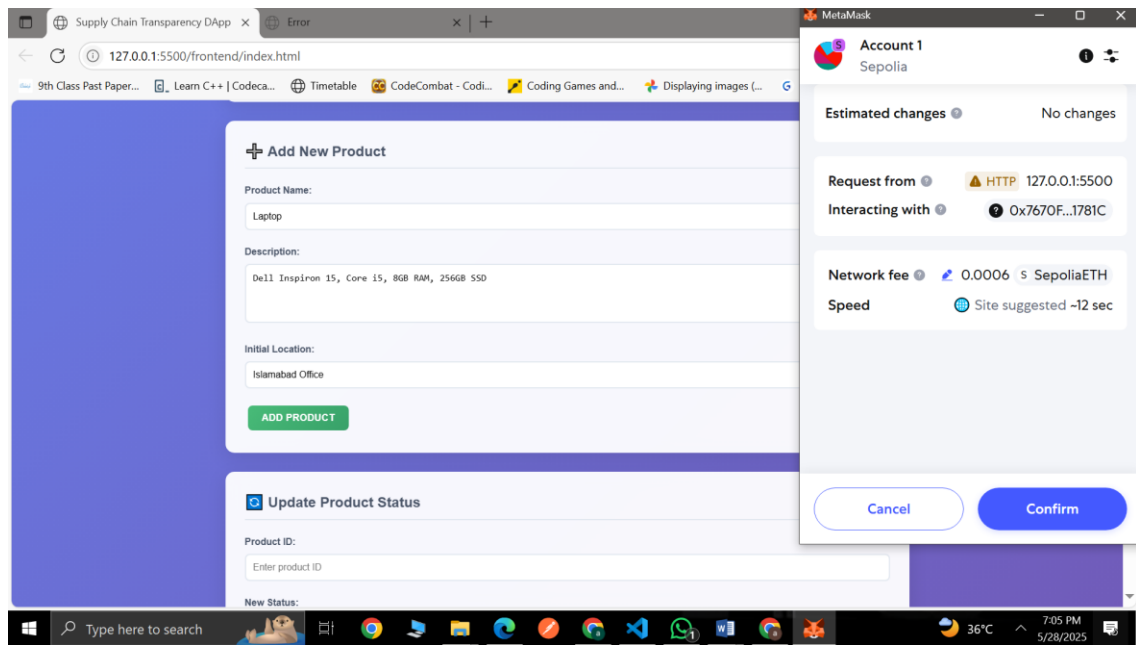 Supply Chain Transparency DApp
Error
127.0.0.1:5500/frontend/index.html
9th Class Past Paper...
Learn C++ | Codeca...
Timetable
CodeCombat - Codi...
Coding Games and...
Displaying images (...
Add New Product
Product Name:
Laptop
Description:
Dell Inspiron 15, Core i5, 8GB RAM, 256GB SSD
Initial Location:
Islamabad Office
ADD PRODUCT
Update Product Status
Product ID:
Enter product ID
New Status:
MetaMask
S
Account 1
Sepolia
Estimated changes
No changes
Request from
HTTP 127.0.0.1:5500
Interacting with
0x7670F...1781C
Network fee
0.0006 S SepoliaETH
Speed
Site suggested ~12 sec
Cancel
Confirm
Type here to search
1
36°C
7:05 PM
5/28/2025